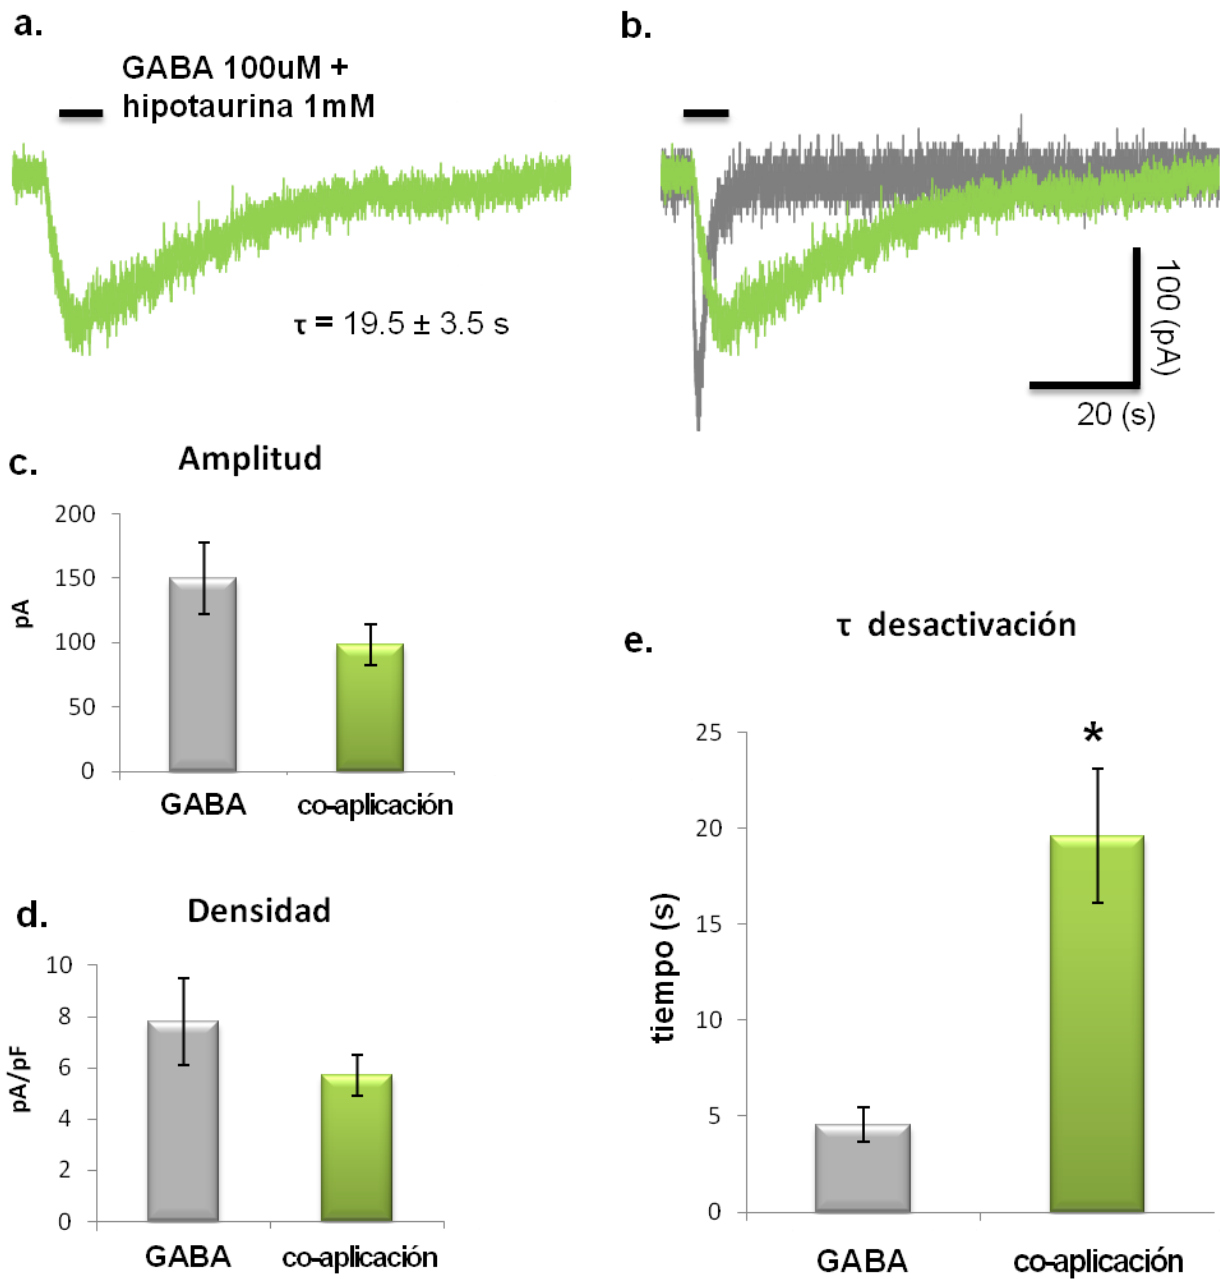 a.
GABA 100uM +
hipotaurina 1mM
τ = 19.5 ± 3.5 s
b.
100 (pA)
20 (s)
c.
Amplitud
200
150
100
50
0
pA
GABA
co-aplicación
d.
Densidad
10
8
6
4
2
0
pA/pF
GABA
co-aplicación
e.
τ desactivación
25
20
15
10
5
0
tiempo (s)
*
GABA
co-aplicación